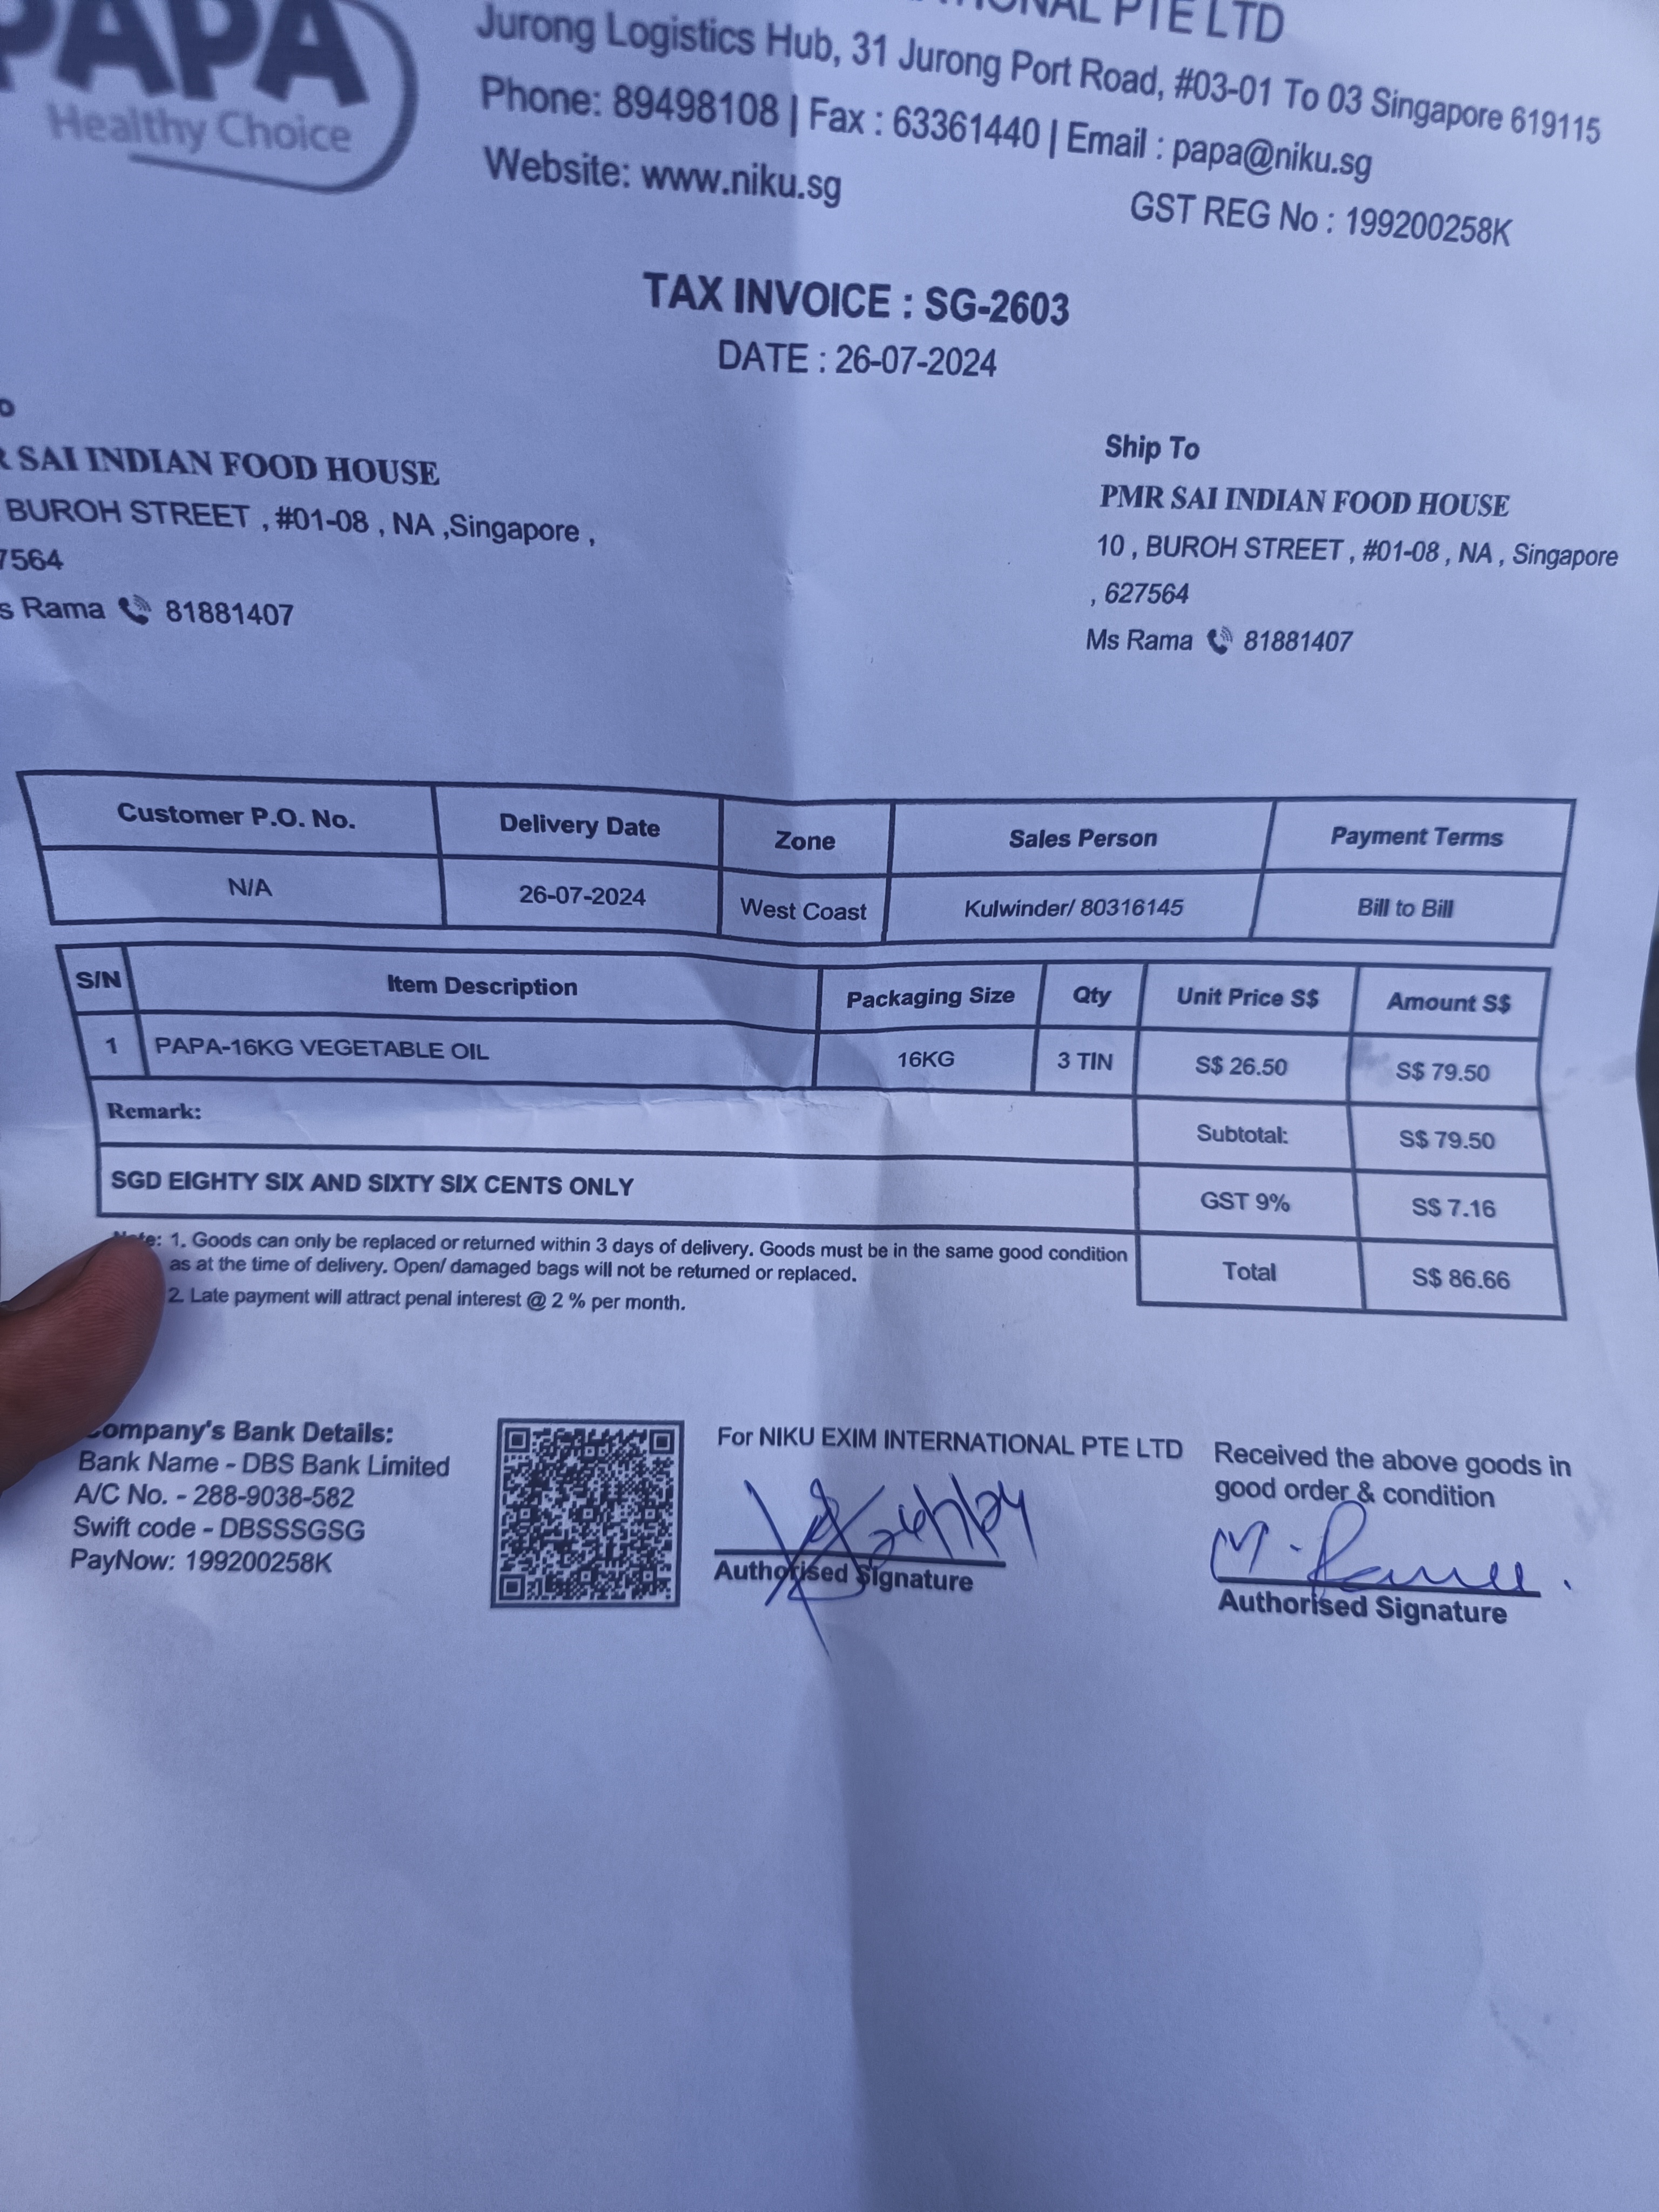 PAPA
Healthy Choice
PTE LTD
Jurong Logistics Hub, 31 Jurong Port Road, #03-01 To 03 Singapore 619115
Phone: 89498108 | Fax : 63361440 | Email : papa@niku.sg
Website: www.niku.sg
GST REG No : 199200258K
TAX INVOICE : SG-2603
DATE : 26-07-2024
SAI INDIAN FOOD HOUSE
BUROH STREET , #01-08 , NA ,Singapore ,
7564
s Rama 81881407
Ship To
PMR SAI INDIAN FOOD HOUSE
10 , BUROH STREET , #01-08 , NA , Singapore
, 627564
Ms Rama 81881407
Customer P.O. No. Delivery Date Zone Sales Person Payment Terms
N/A 26-07-2024 West Coast Kulwinder/ 80316145 Bill to Bill
S/N Item Description Packaging Size Qty Unit Price S$ Amount S$
1 PAPA-16KG VEGETABLE OIL 16KG 3 TIN S$ 26.50 S$ 79.50
Remark: Subtotal: S$ 79.50
SGD EIGHTY SIX AND SIXTY SIX CENTS ONLY GST 9% S$ 7.16
Total S$ 86.66
Note: 1. Goods can only be replaced or returned within 3 days of delivery. Goods must be in the same good condition
as at the time of delivery. Open/ damaged bags will not be returned or replaced.
2. Late payment will attract penal interest @ 2 % per month.
Company's Bank Details:
Bank Name - DBS Bank Limited
A/C No. - 288-9038-582
Swift code - DBSSSGSG
PayNow: 199200258K
For NIKU EXIM INTERNATIONAL PTE LTD
Authorised Signature
Received the above goods in
good order & condition
Authorised Signature